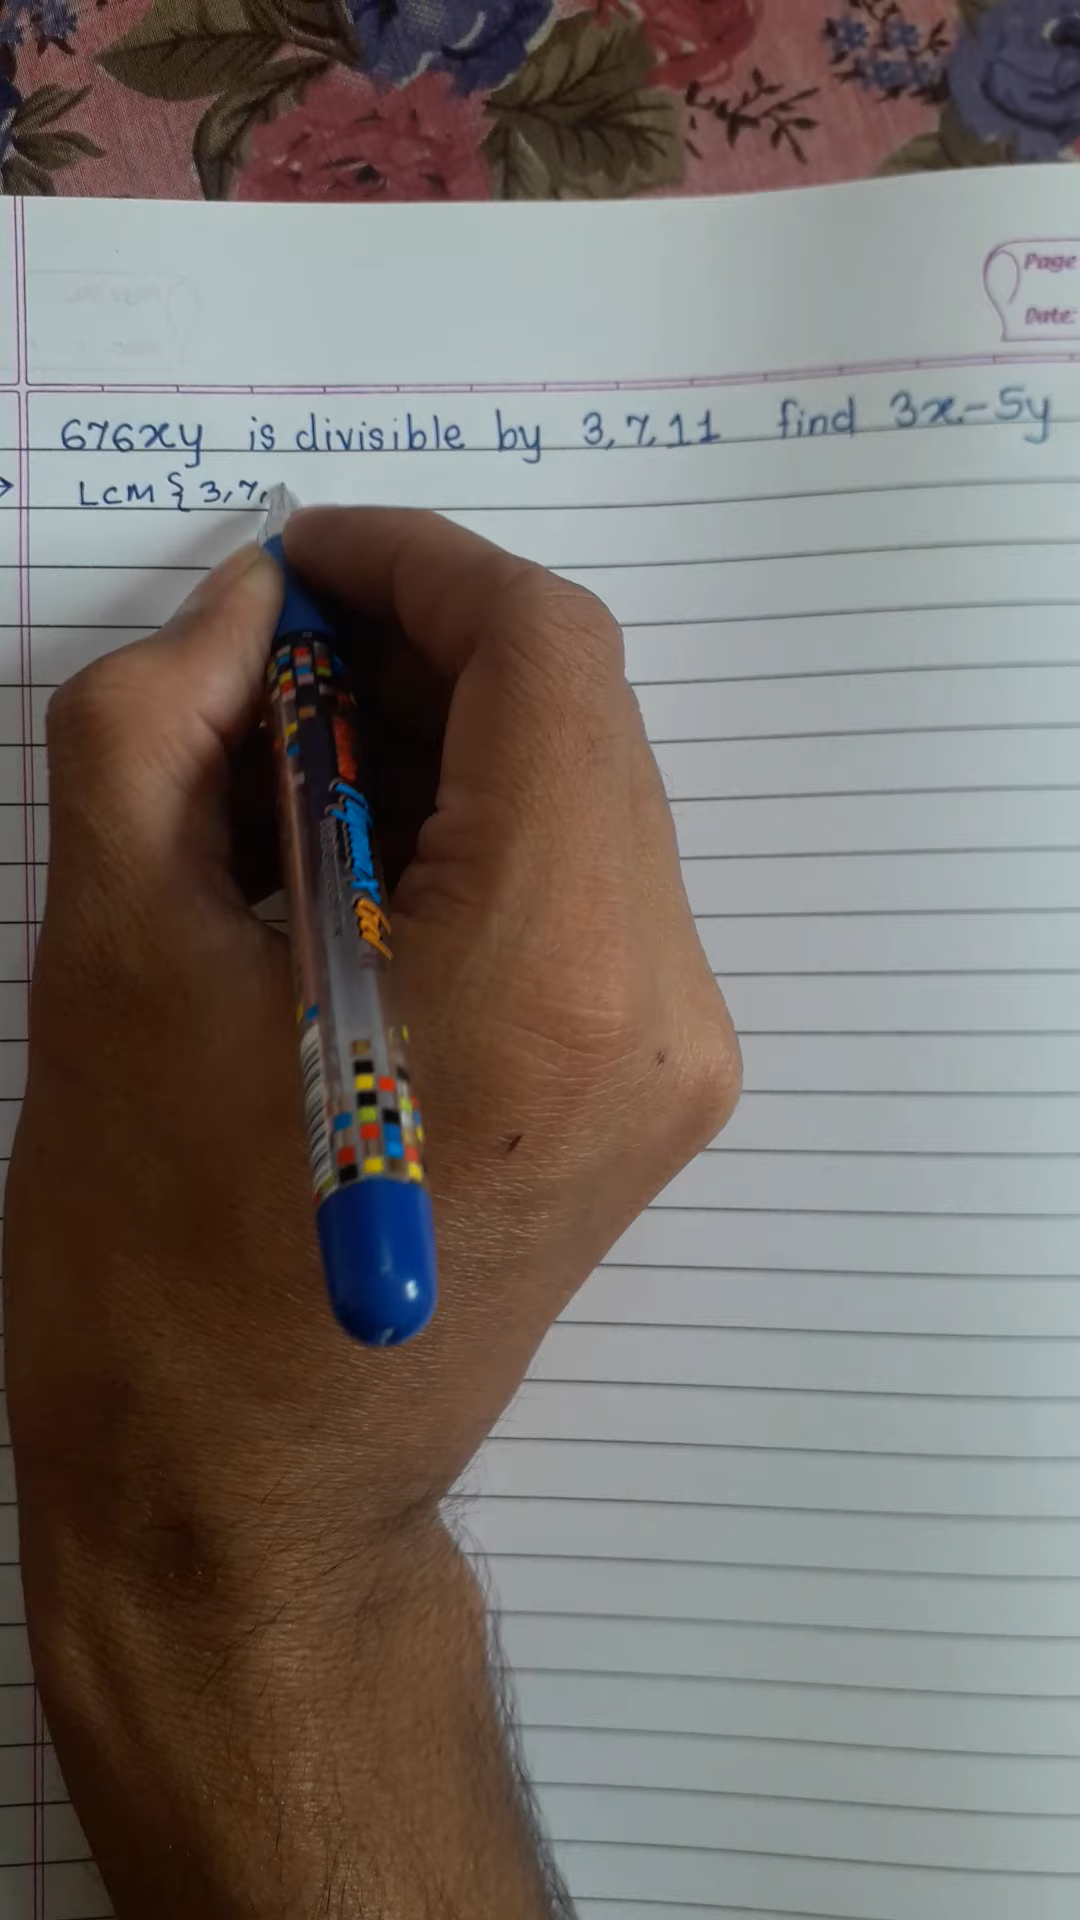 Page
Date:
676xy is divisible by 3,7,11 find 3x-5y
LCM { 3,7,